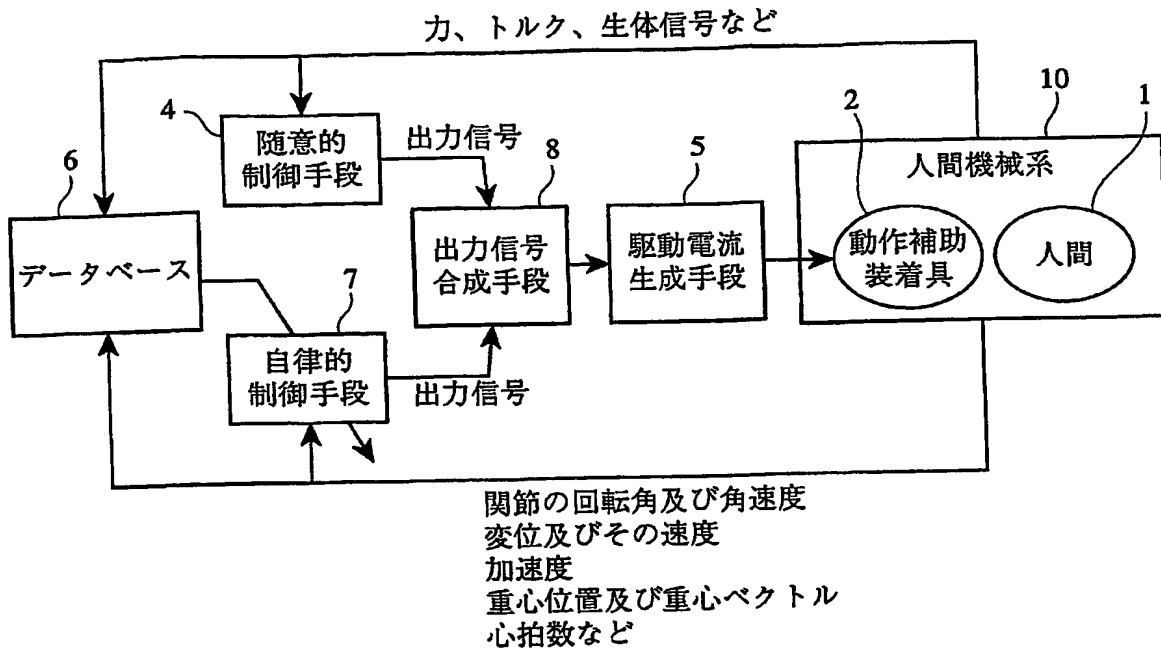 力、トルク、生体信号など
10
1
4
随意的
制御手段
出力信号
2
人間機械系
6
8
5
データベース
出力信号
合成手段
駆動電流
生成手段
動作補助
装着具
人間
7
自律的
制御手段
出力信号
関節の回転角及び角速度
変位及びその速度
加速度
重心位置及び重心ベクトル
心拍数など